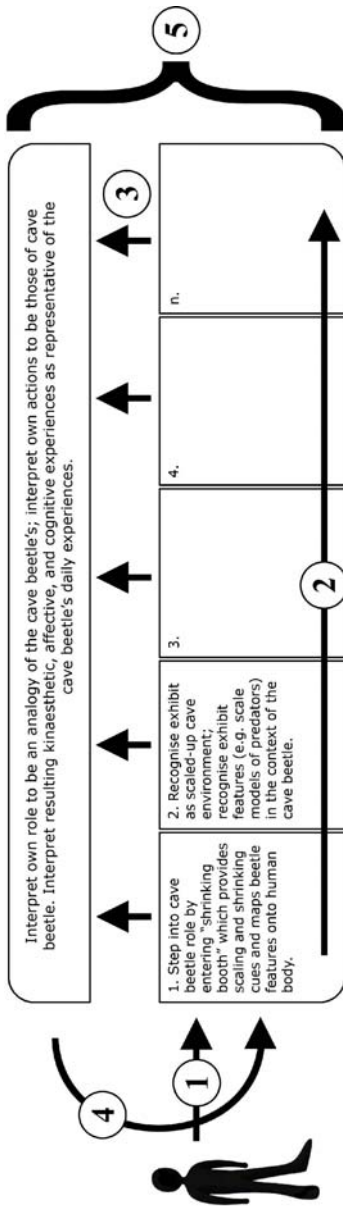 Interpret own role to be an analogy of the cave beetle's; interpret own actions to be those of cave
beetle. Interpret resulting kinaesthetic, affective, and cognitive experiences as representative of the
cave beetle's daily experiences.
5
3
4
1
1. Step into cave
beetle role by
entering "shrinking
booth" which provides
scaling and shrinking
cues and maps beetle
features onto human
body.
2. Recognise exhibit
as scaled-up cave
environment;
recognise exhibit
features (e.g. scale
models of predators)
in the context of the
cave beetle.
3.
4.
n.
2